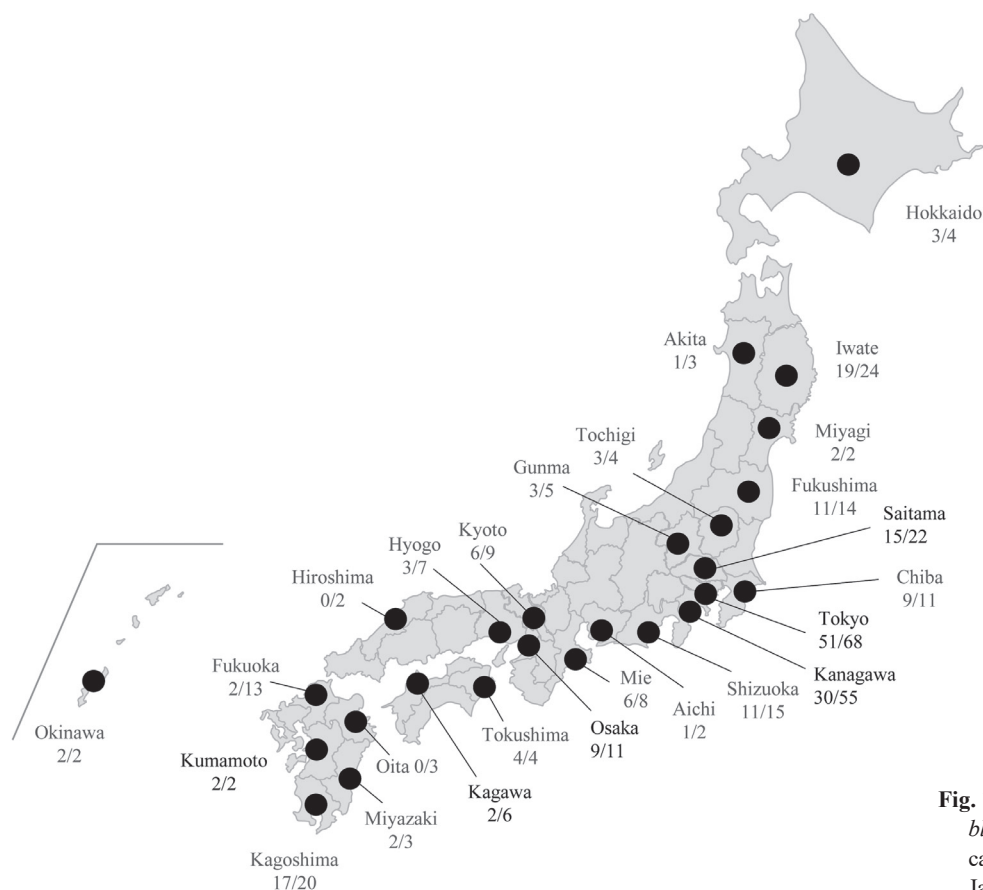 Hokkaido
3/4
Akita
1/3
Iwate
19/24
Miyagi
2/2
Tochigi
3/4
Gunma
3/5
Fukushima
11/14
Saitama
15/22
Kyoto
6/9
Hyogo
3/7
Hiroshima
0/2
Chiba
9/11
Tokyo
51/68
Kanagawa
30/55
Shizuoka
11/15
Aichi
1/2
Mie
6/8
Osaka
9/11
Tokushima
4/4
Kagawa
2/6
Fukuoka
2/13
Oita 0/3
Okinawa
2/2
Kumamoto
2/2
Miyazaki
2/3
Kagoshima
17/20
Fig.